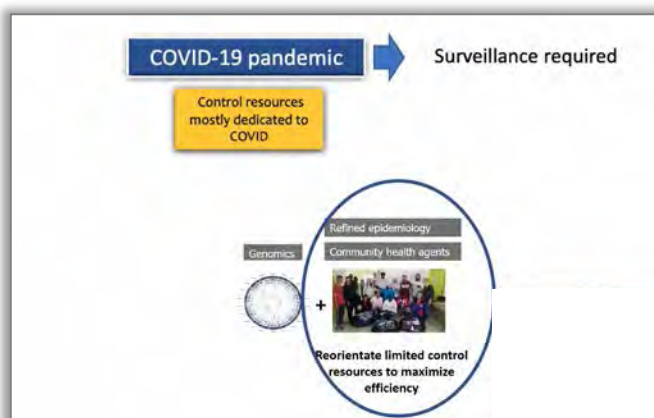 COVID-19 pandemic
Surveillance required
Control resources
mostly dedicated to
COVID
Refined epidemiology
Genomics
Community health agents
+
Reorientate limited control
resources to maximize
efficiency